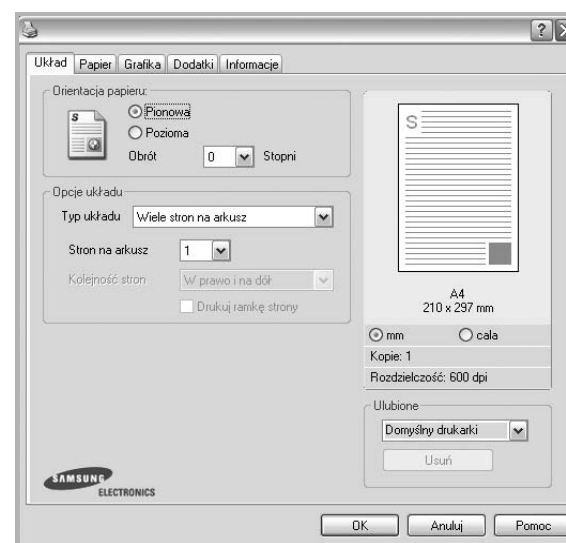 Układ Papier Grafika Dodatki Informacje
Orientacja papieru:
S
Pionowa
Pozioma
Obrót 0 Stopni
Opcje układu
Typ układu Wiele stron na arkusz
Stron na arkusz 1
Kolejność stron W prawo i na dół
Drukuj ramkę strony
S
A4
210 x 297 mm
mm cala
Kopie: 1
Rozdzielczość: 600 dpi
Ulubione
Domyślny drukarki
Usuń
SAMSUNG
ELECTRONICS
OK Anuluj Pomoc